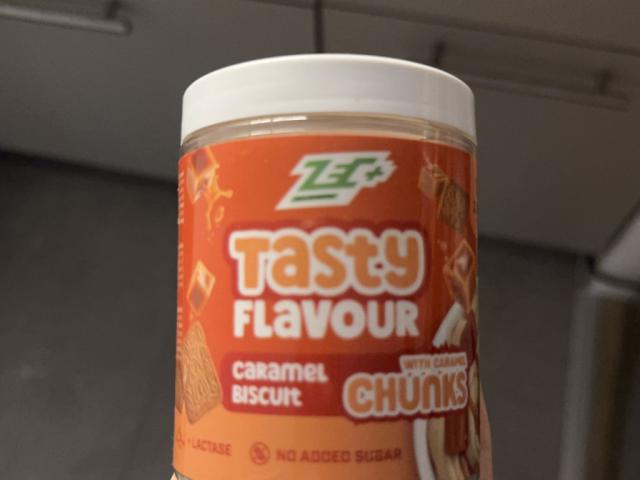 ZEC+
Tasty
FLAVOUR
caramel
BISCUIT
WITH CARAMEL
CHUNKS
+ LACTASE
NO ADDED SUGAR